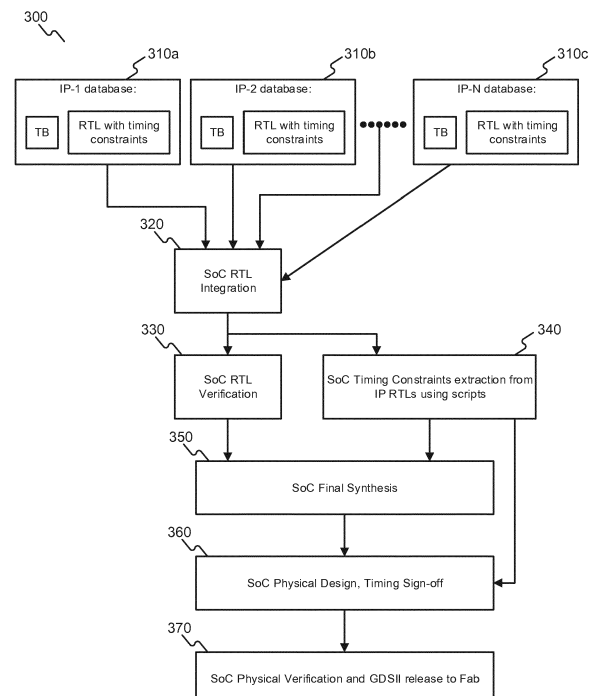 300
310a
310b
310c
IP-1 database:
IP-2 database:
IP-N database:
TB
RTL with timing
constraints
TB
RTL with timing
constraints
TB
RTL with timing
constraints
320
SoC RTL
Integration
330
340
SoC RTL
Verification
SoC Timing Constraints extraction from
IP RTLs using scripts
350
SoC Final Synthesis
360
SoC Physical Design, Timing Sign-off
370
SoC Physical Verification and GDSII release to Fab